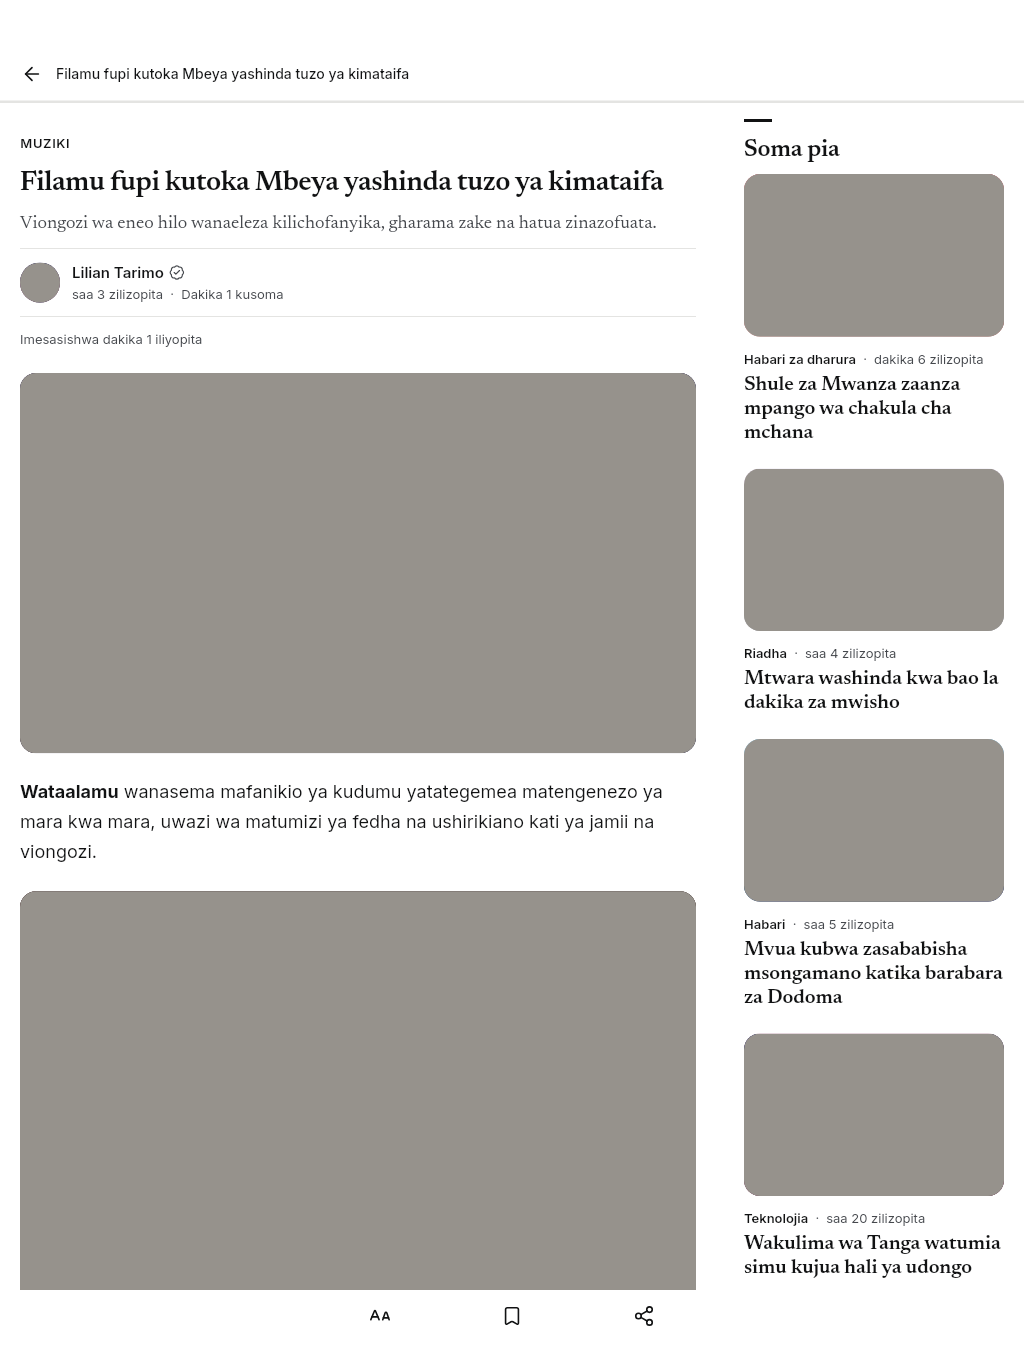 Filamu fupi kutoka Mbeya yashinda tuzo ya kimataifa
MUZIKI
Filamu fupi kutoka Mbeya yashinda tuzo ya kimataifa
Viongozi wa eneo hilo wanaeleza kilichofanyika, gharama zake na hatua zinazofuata.
Lilian Tarimo
saa 3 zilizopita · Dakika 1 kusoma
Imesasishwa dakika 1 iliyopita
Wataalamu wanasema mafanikio ya kudumu yatategemea matengenezo ya
mara kwa mara, uwazi wa matumizi ya fedha na ushirikiano kati ya jamii na
viongozi.
Soma pia
Habari za dharura · dakika 6 zilizopita
Shule za Mwanza zaanza
mpango wa chakula cha
mchana
Riadha · saa 4 zilizopita
Mtwara washinda kwa bao la
dakika za mwisho
Habari · saa 5 zilizopita
Mvua kubwa zasababisha
msongamano katika barabara
za Dodoma
Teknolojia · saa 20 zilizopita
Wakulima wa Tanga watumia
simu kujua hali ya udongo
AA